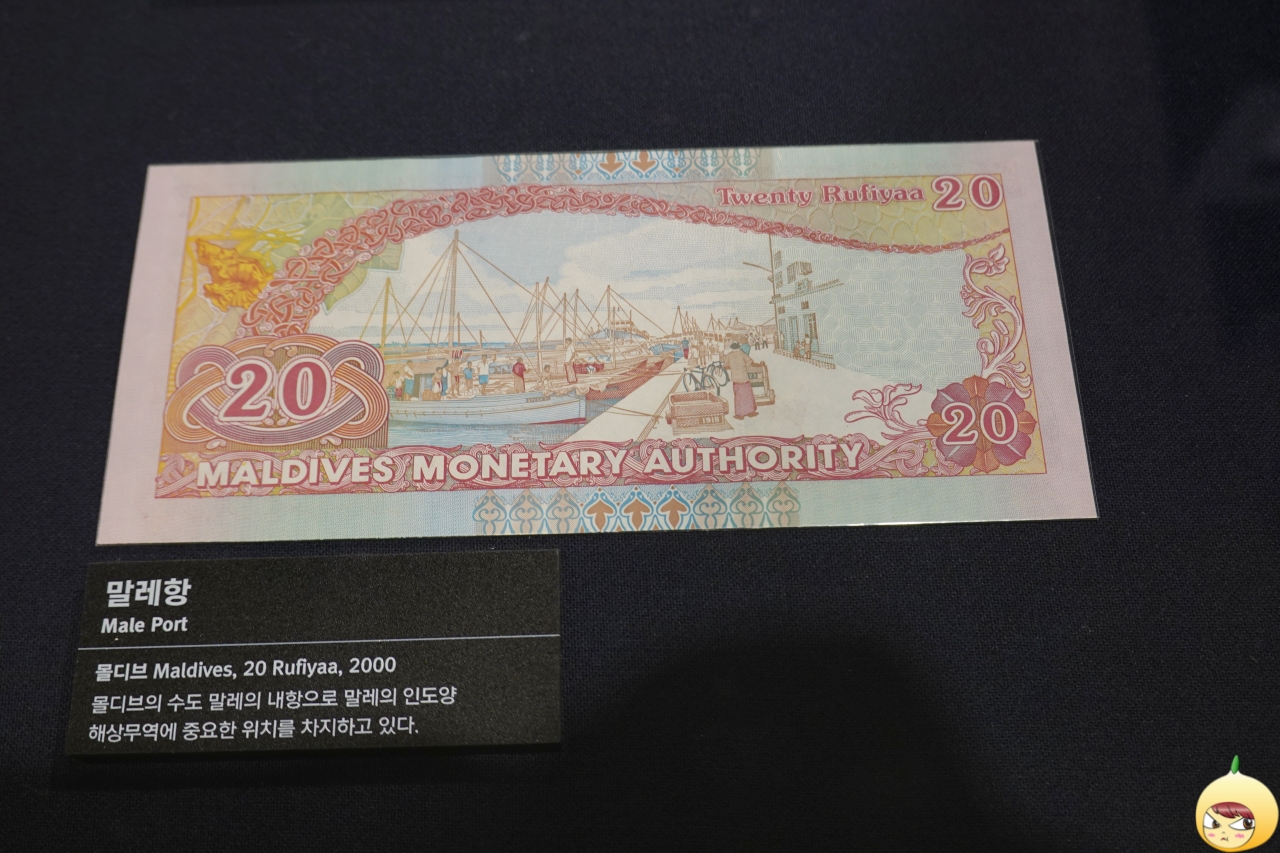 Twenty Rufiyaa 20
20
20
MALDIVES MONETARY AUTHORITY
말레항
Male Port
몰디브 Maldives, 20 Rufiyaa, 2000
몰디브의 수도 말레의 내항으로 말레의 인도양
해상무역에 중요한 위치를 차지하고 있다.